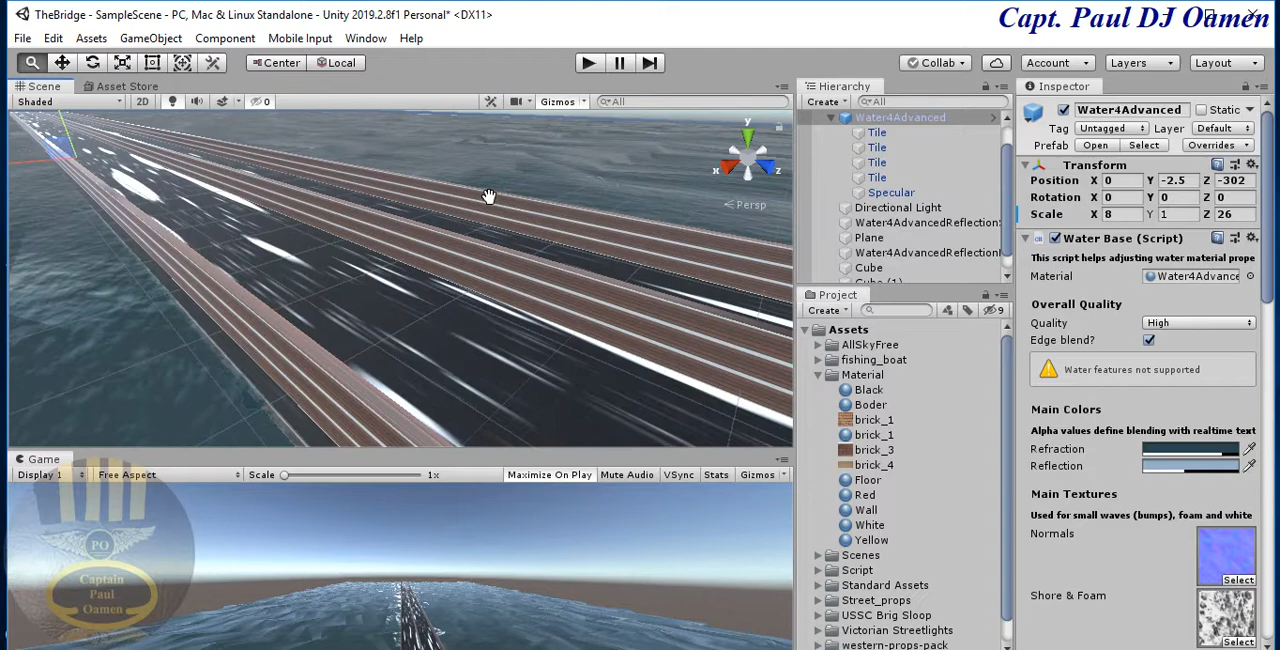 TheBridge - SampleScene - PC, Mac & Linux Standalone - Unity 2019.2.8f1 Personal* <DX11>
Capt. Paul DJ Oamen
File Edit Assets GameObject Component Mobile Input Window Help
Center Local Collab Account Layers Layout
Scene Asset Store
Shaded 2D 0 Gizmos All
y
x z
Persp
Hierarchy
Create All
Water4Advanced
Tile
Tile
Tile
Tile
Specular
Directional Light
Water4AdvancedReflectionS
Plane
Water4AdvancedReflection
Cube
Project
Create 9
Assets
AllSkyFree
fishing_boat
Material
Black
Boder
brick_1
brick_1
brick_3
brick_4
Floor
Red
Wall
White
Yellow
Scenes
Script
Standard Assets
Street_props
USSC Brig Sloop
Victorian Streetlights
western-props-pack
Inspector
Water4Advanced Static
Tag Untagged Layer Default
Prefab Open Select Overrides
Transform
Position X 0 Y -2.5 Z -302
Rotation X 0 Y 0 Z 0
Scale X 8 Y 1 Z 26
Water Base (Script)
This script helps adjusting water material prope
Material Water4Advance
Overall Quality
Quality High
Edge blend?
Water features not supported
Main Colors
Alpha values define blending with realtime text
Refraction
Reflection
Main Textures
Used for small waves (bumps), foam and white
Normals
Select
Shore & Foam
Select
Game
Display 1 Free Aspect Scale 1x Maximize On Play Mute Audio VSync Stats Gizmos
PO
Captain
Paul
Oamen